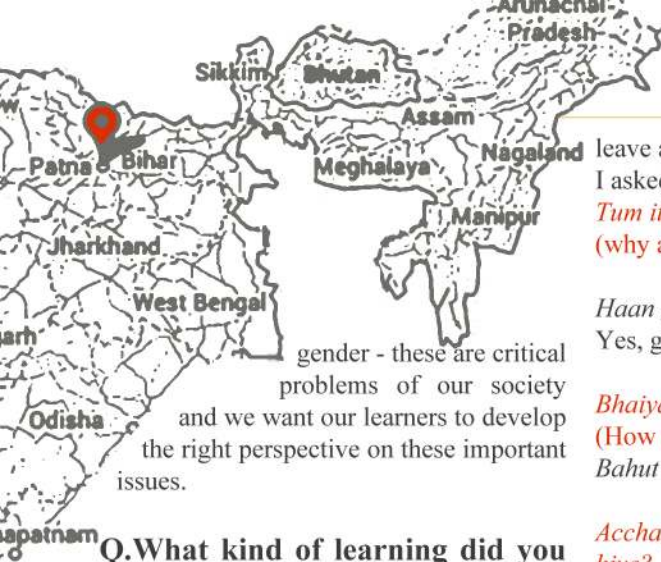 Arunachal
Pradesh
Sikkim
Bhutan
Assam
Patna
Bihar
Meghalaya
Nagaland
Manipur
Jharkhand
West Bengal
Odisha
gender - these are critical
problems of our society
and we want our learners to develop
the right perspective on these important
issues.
Q.What kind of learning did you
leave
I asked
Tum
(why
Haan
Yes,
(How
Bahut